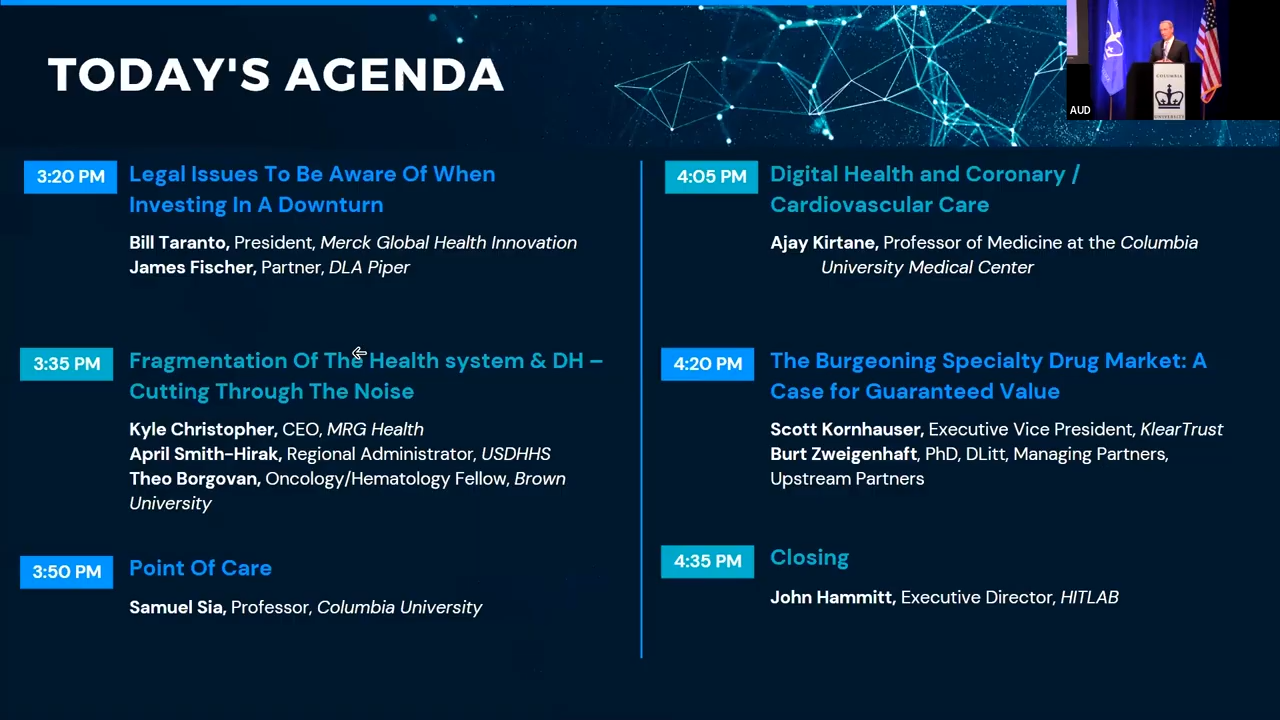 TODAY'S AGENDA
AUD
COLUMBIA
UNIVERSITY
3:20 PM
Legal Issues To Be Aware Of When
Investing In A Downturn
Bill Taranto, President, Merck Global Health Innovation
James Fischer, Partner, DLA Piper
3:35 PM
Fragmentation Of The Health system & DH –
Cutting Through The Noise
Kyle Christopher, CEO, MRG Health
April Smith-Hirak, Regional Administrator, USDHHS
Theo Borgovan, Oncology/Hematology Fellow, Brown
University
3:50 PM
Point Of Care
Samuel Sia, Professor, Columbia University
4:05 PM
Digital Health and Coronary /
Cardiovascular Care
Ajay Kirtane, Professor of Medicine at the Columbia
University Medical Center
4:20 PM
The Burgeoning Specialty Drug Market: A
Case for Guaranteed Value
Scott Kornhauser, Executive Vice President, KlearTrust
Burt Zweigenhaft, PhD, DLitt, Managing Partners,
Upstream Partners
4:35 PM
Closing
John Hammitt, Executive Director, HITLAB